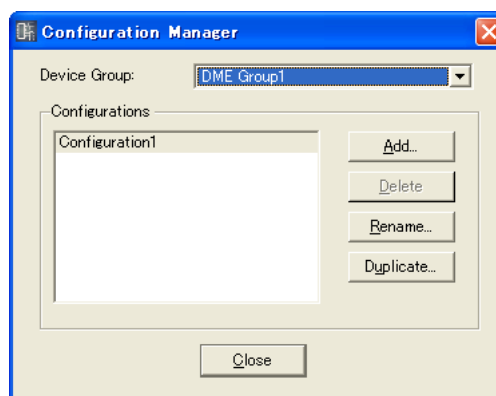 Configuration Manager
Device Group: DME Group1
Configurations
Configuration1
Add...
Delete
Rename...
Duplicate...
Close